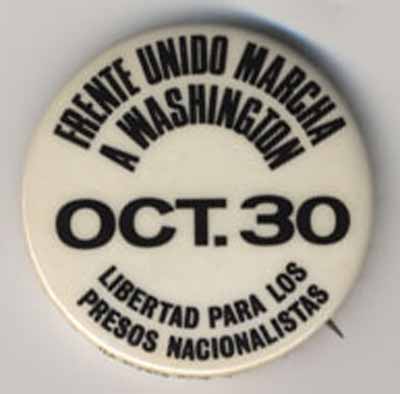 FRENTE UNIDO MARCHA
A WASHINGTON
OCT. 30
LIBERTAD PARA LOS
PRESOS NACIONALISTAS